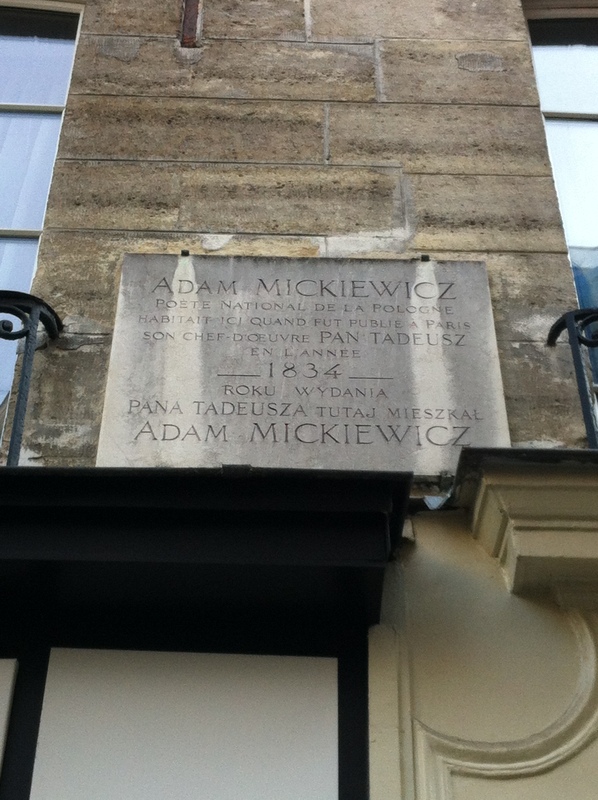 ADAM MICKIEWICZ
POÈTE NATIONAL DE LA POLOGNE
HABITAIT ICI QUAND FUT PUBLIÉ A PARIS
SON CHEF-D'ŒUVRE PAN TADEUSZ
EN L'ANNÉE
1834
ROKU WYDANIA
PANA TADEUSZA TUTAJ MIESZKAŁ
ADAM MICKIEWICZ